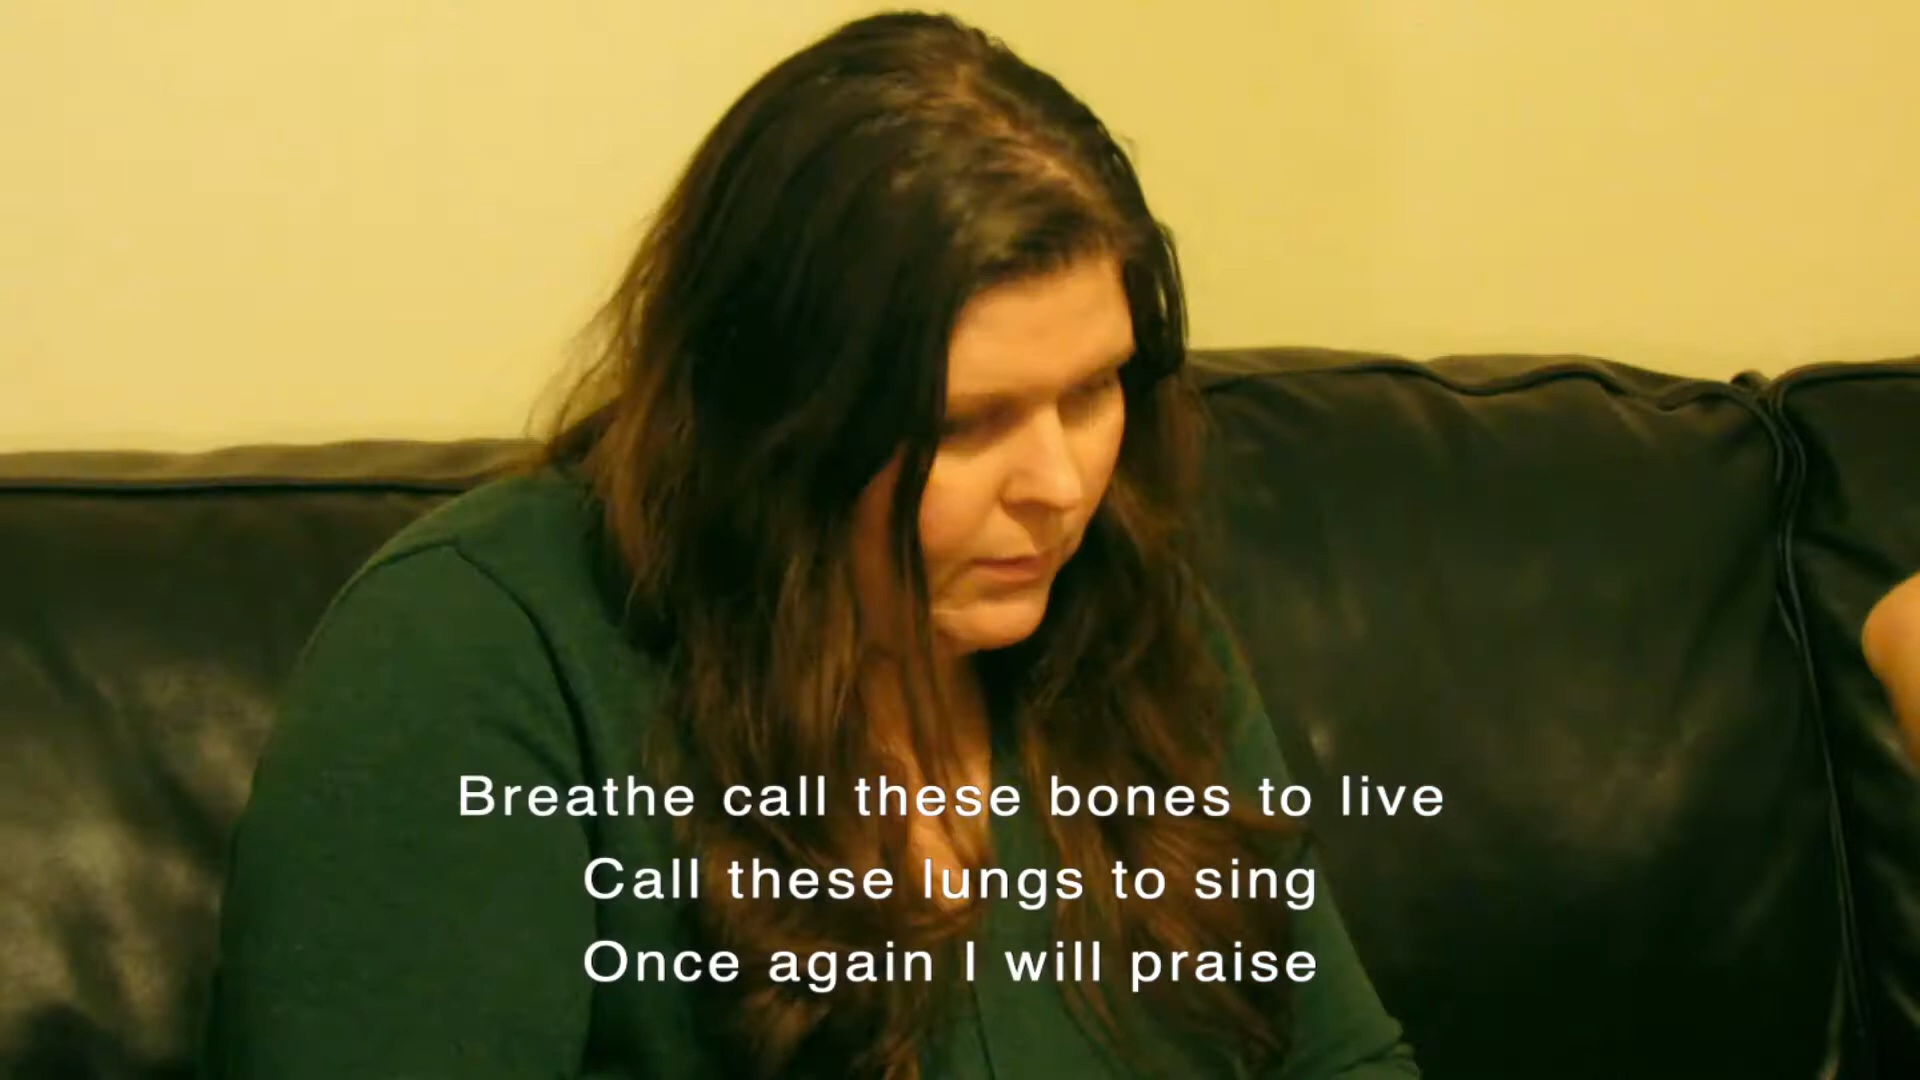 Breathe call these bones to live
Call these lungs to sing
Once again I will praise